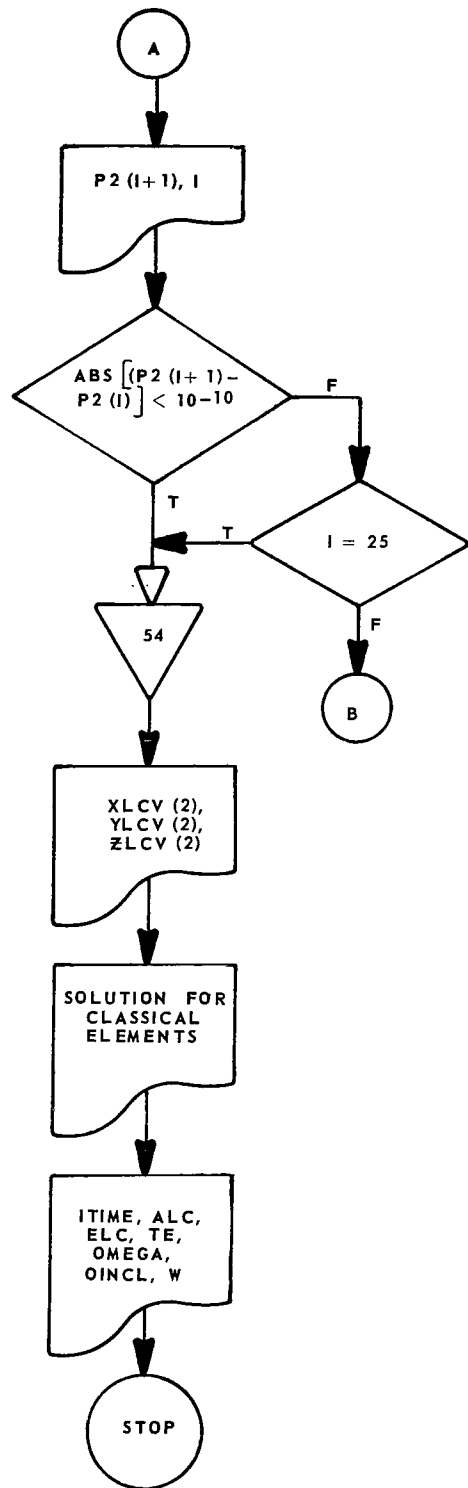 A
P2 (I+1), I
ABS [(P2 (I+1) –
P2 (I)] < 10–10
F
T
T
I = 25
F
54
B
XLCV (2),
YLCV (2),
ZLCV (2)
SOLUTION FOR
CLASSICAL
ELEMENTS
ITIME, ALC,
ELC, TE,
OMEGA,
OINCL, W
STOP